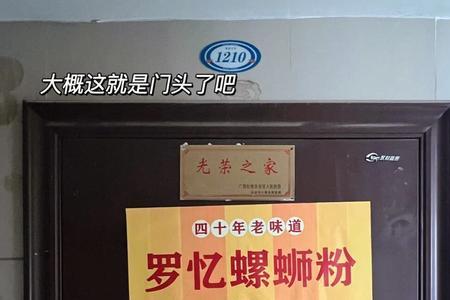 1210
大概这就是门头了吧
光荣之家
四十年老味道
罗忆螺蛳粉